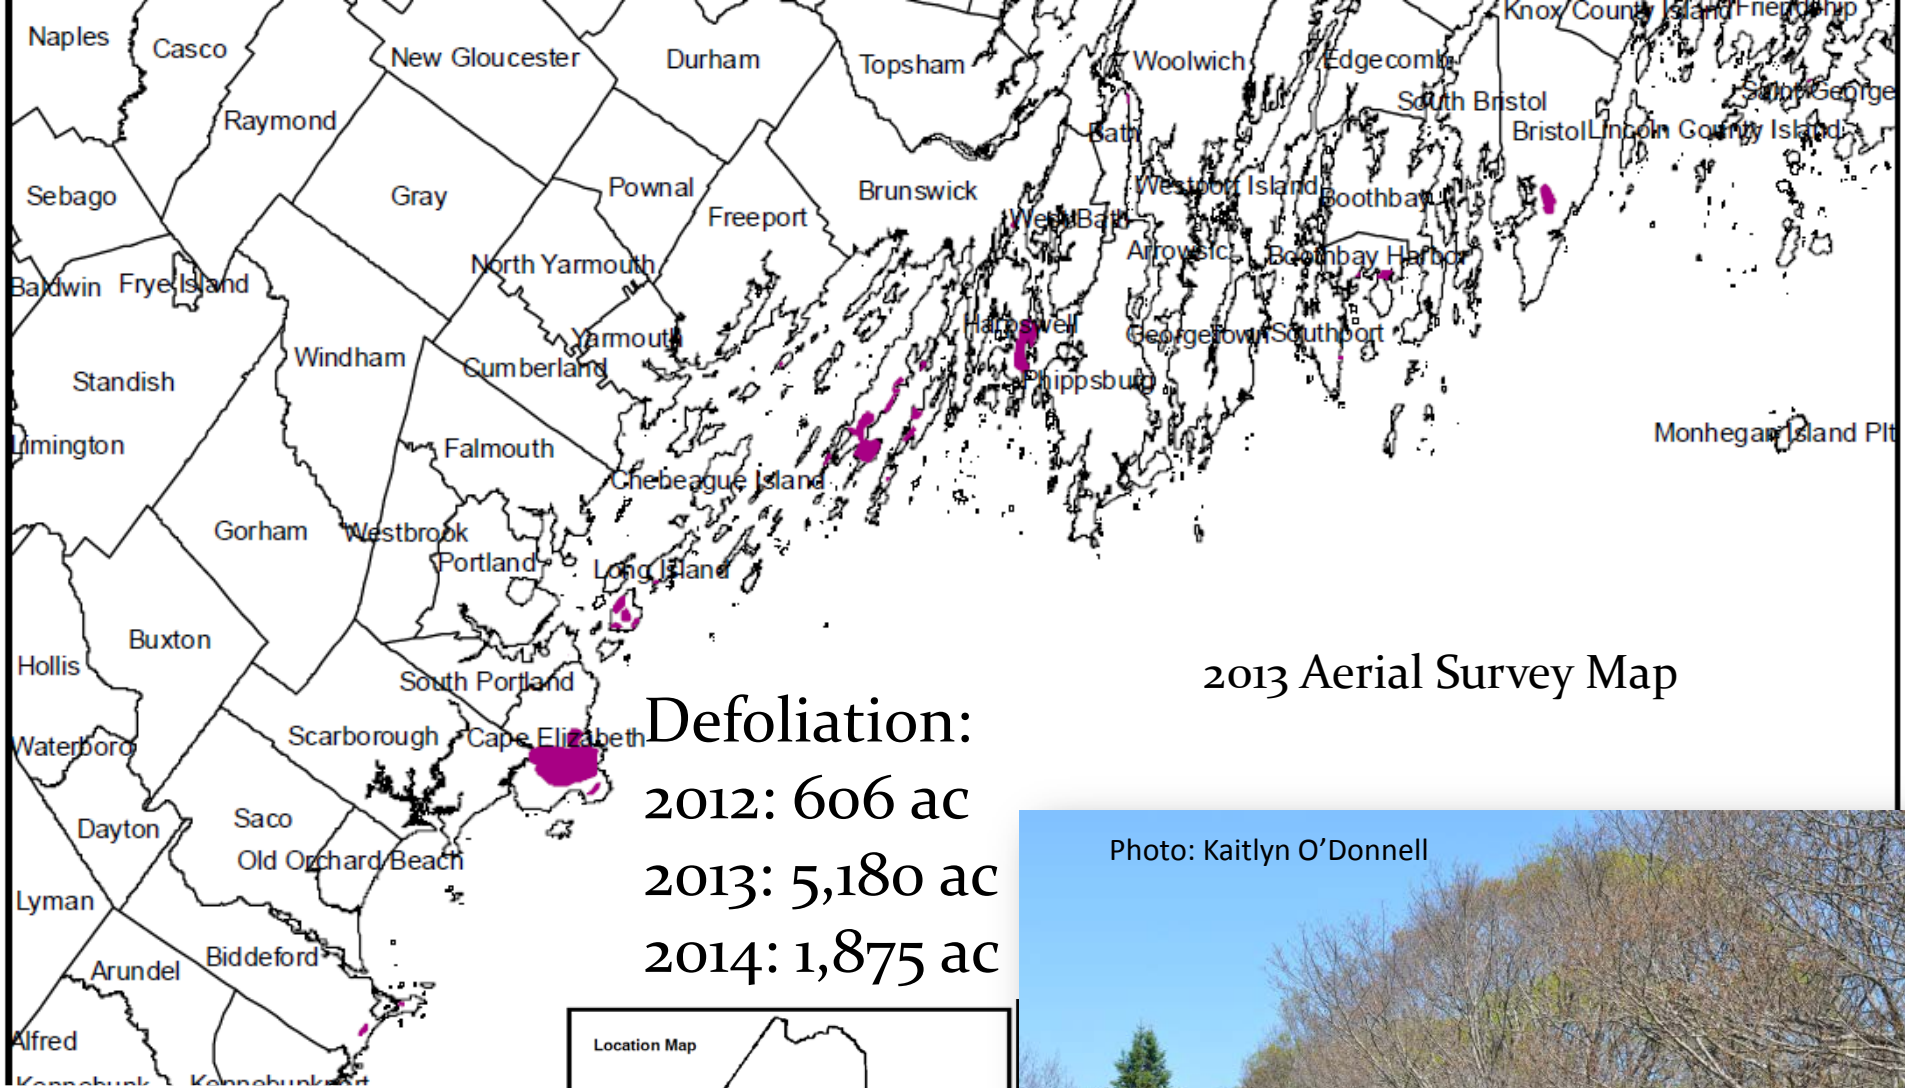 Knox County Island
Friendship
Naples
Casco
New Gloucester
Durham
Topsham
Woolwich
Edgecomb
Saint George
South Bristol
Raymond
Bath
Bristol
Lincoln County Island
Sebago
Gray
Pownal
Brunswick
Westport Island
Boothbay
Freeport
West Bath
Arrowsic
Boothbay Harbor
North Yarmouth
Baldwin
Frye Island
Harpswell
Georgetown
Southport
Yarmouth
Windham
Cumberland
Standish
Phippsburg
Limington
Falmouth
Monhegan Island Plt
Chebeague Island
Gorham
Westbrook
Portland
Long Island
Buxton
Hollis
South Portland
2013 Aerial Survey Map
Waterboro
Scarborough
Cape Elizabeth
Defoliation:
2012: 606 ac
2013: 5,180 ac
2014: 1,875 ac
Dayton
Saco
Old Orchard Beach
Photo: Kaitlyn O'Donnell
Lyman
Biddeford
Arundel
Alfred
Location Map
Kennebunk
Kennebunkport